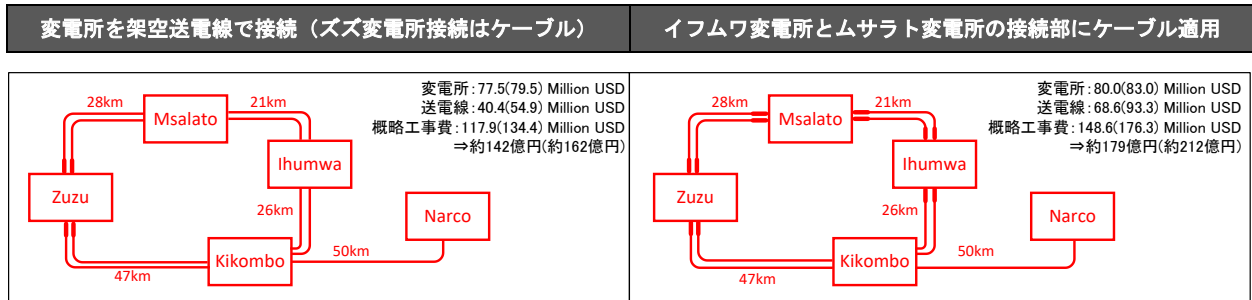 変電所を架空送電線で接続（ズズ変電所接続はケーブル）
イフムワ変電所とムサラト変電所の接続部にケーブル適用
変電所：77.5(79.5) Million USD
送電線：40.4(54.9) Million USD
概略工事費：117.9(134.4) Million USD
⇒約142億円(約162億円)
28km
21km
Msalato
Ihumwa
Zuzu
26km
Narco
Kikombo
50km
47km
変電所：80.0(83.0) Million USD
送電線：68.6(93.3) Million USD
概略工事費：148.6(176.3) Million USD
⇒約179億円(約212億円)
28km
21km
Msalato
Ihumwa
Zuzu
26km
Narco
Kikombo
50km
47km